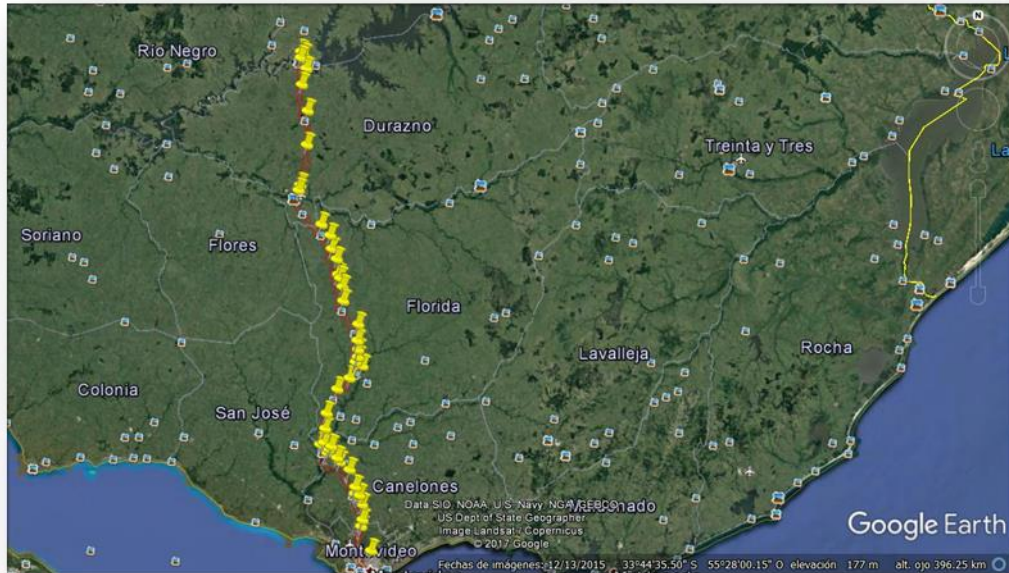 N
Rio Negro
Durazno
Treinta y Tres
La
Soriano
Flores
Florida
Lavalleja
Rocha
Colonia
San José
Canelones
Data SIO, NOAA, U.S. Navy, NGA, GEBCO
US Dept of State Geographer
Image Landsat / Copernicus
© 2017 Google
Google Earth
Montevideo
Fechas de imágenes: 12/13/2015 33°44'35.50" S 55°28'00.15" O elevación 177 m alt. ojo 396.25 km